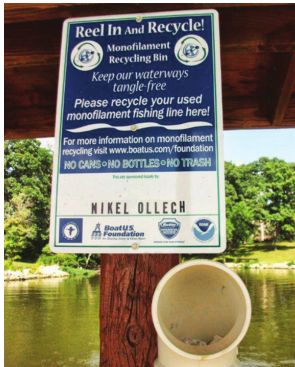 Reel In And Recycle!
Monofilament
Recycling Bin
Keep our waterways
tangle-free
Please recycle your used
monofilament fishing line here!
For more information on monofilament
recycling visit www.boatus.com/foundation
NO CANS • NO BOTTLES • NO TRASH
MIKEL OLLECH
BoatU.S.
Foundation